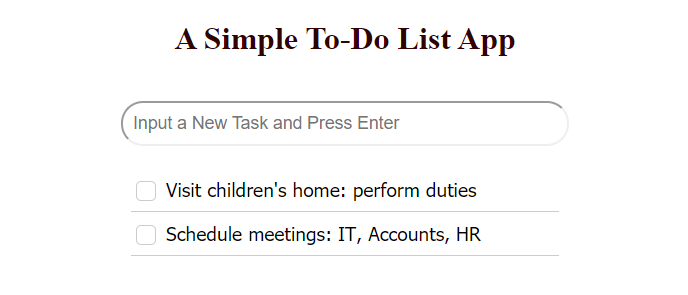 A Simple To-Do List App
Input a New Task and Press Enter
Visit children's home: perform duties
Schedule meetings: IT, Accounts, HR